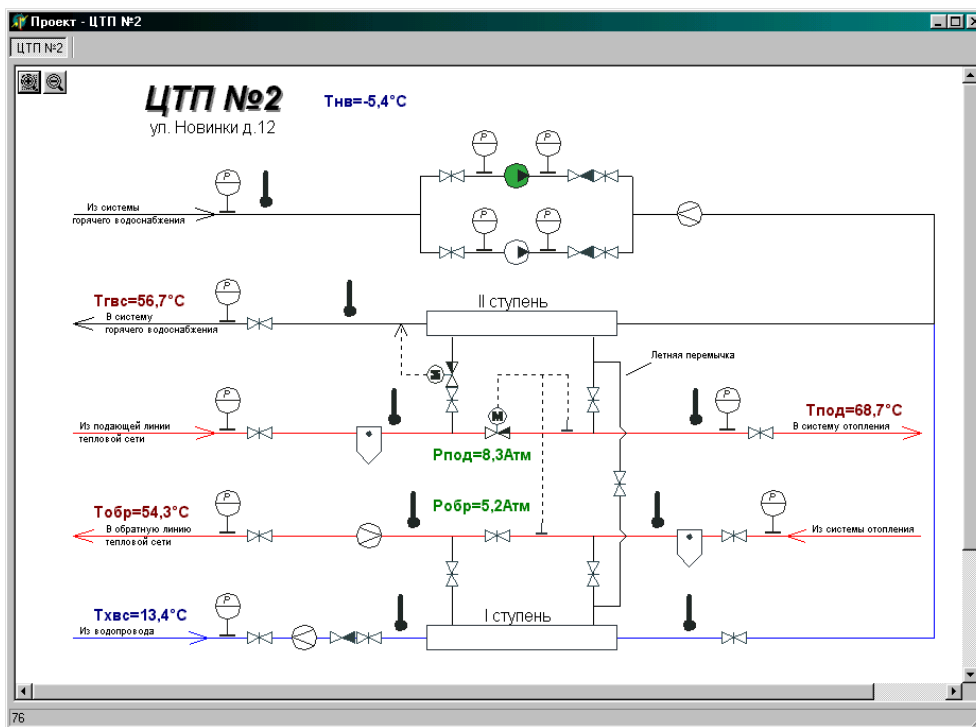 Проект - ЦТП №2
ЦТП №2
ЦТП №2
Тнв=-5,4°C
ул. Новинки д.12
P
P
P
Из системы
горячего водоснабжения
P
P
Тгвс=56,7°C
P
II ступень
В систему
горячего водоснабжения
Летняя перемычка
M
P
P
Тпод=68,7°C
Из подающей линии
тепловой сети
M
В систему отопления
Рпод=8,3Атм
Тобр=54,3°C
P
Робр=5,2Атм
P
В обратную линию
тепловой сети
Из системы отопления
Тхвс=13,4°C
P
I ступень
Из водопровода
76